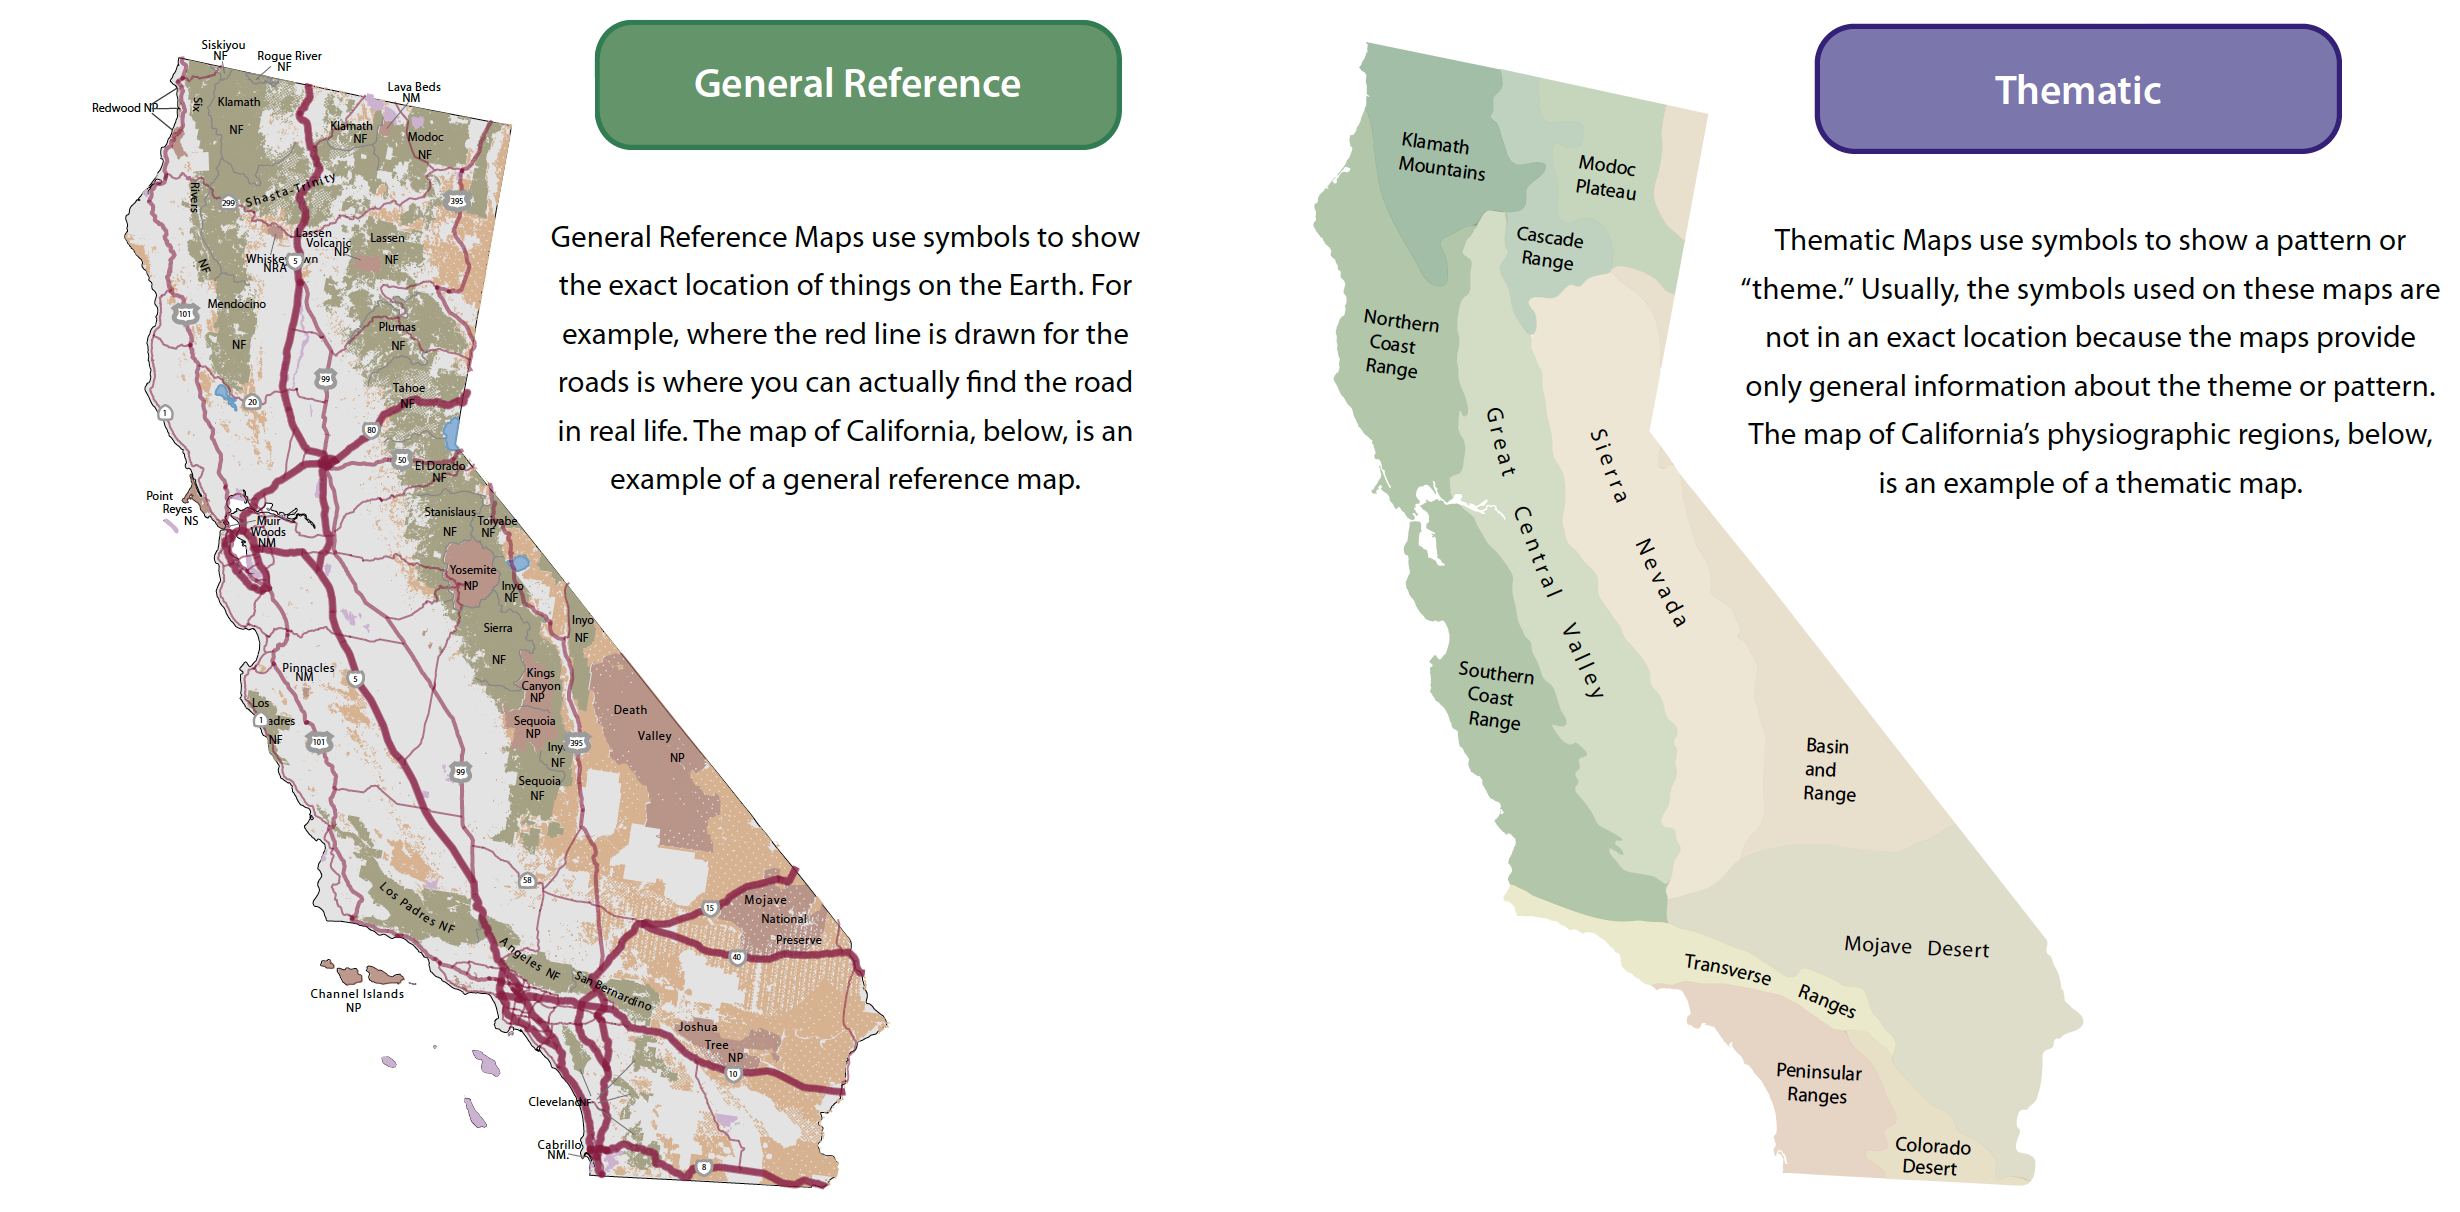 General Reference
General Reference Maps use symbols to show
the exact location of things on the Earth. For
example, where the red line is drawn for the
roads is where you can actually find the road
in real life. The map of California, below, is an
example of a general reference map.
Siskiyou
NF
Rogue River
NF
Lava Beds
NM
Redwood NP
Six
Rivers
NF
Klamath
NF
Klamath
NF
Modoc
NF
Shasta-Trinity
299
395
Lassen
Volcanic
NP
Lassen
NF
NRA
5
Mendocino
NF
101
Plumas
NF
99
Tahoe
NF
20
1
80
50
El Dorado
NF
Point
Reyes
NS
Muir
Woods
NM
Stanislaus
NF
Toiyabe
NF
Yosemite
NP
Inyo
NF
Sierra
NF
Inyo
NF
Pinnacles
NM
5
Kings
Canyon
NP
Death
Valley
NP
Los
1
adres
NF
101
Sequoia
NP
Iny
NF
395
99
Sequoia
NF
58
Los Padres NF
15
Mojave
National
Preserve
Angeles NF
San Bernardino
40
Channel Islands
NP
Joshua
Tree
NP
10
Cleveland
NF
Cabrillo
NM.
8
Thematic
Thematic Maps use symbols to show a pattern or
“theme.” Usually, the symbols used on these maps are
not in an exact location because the maps provide
only general information about the theme or pattern.
The map of California’s physiographic regions, below,
is an example of a thematic map.
Klamath
Mountains
Modoc
Plateau
Cascade
Range
Northern
Coast
Range
Great Central Valley
Sierra Nevada
Southern
Coast
Range
Basin
and
Range
Mojave Desert
Transverse Ranges
Peninsular
Ranges
Colorado
Desert